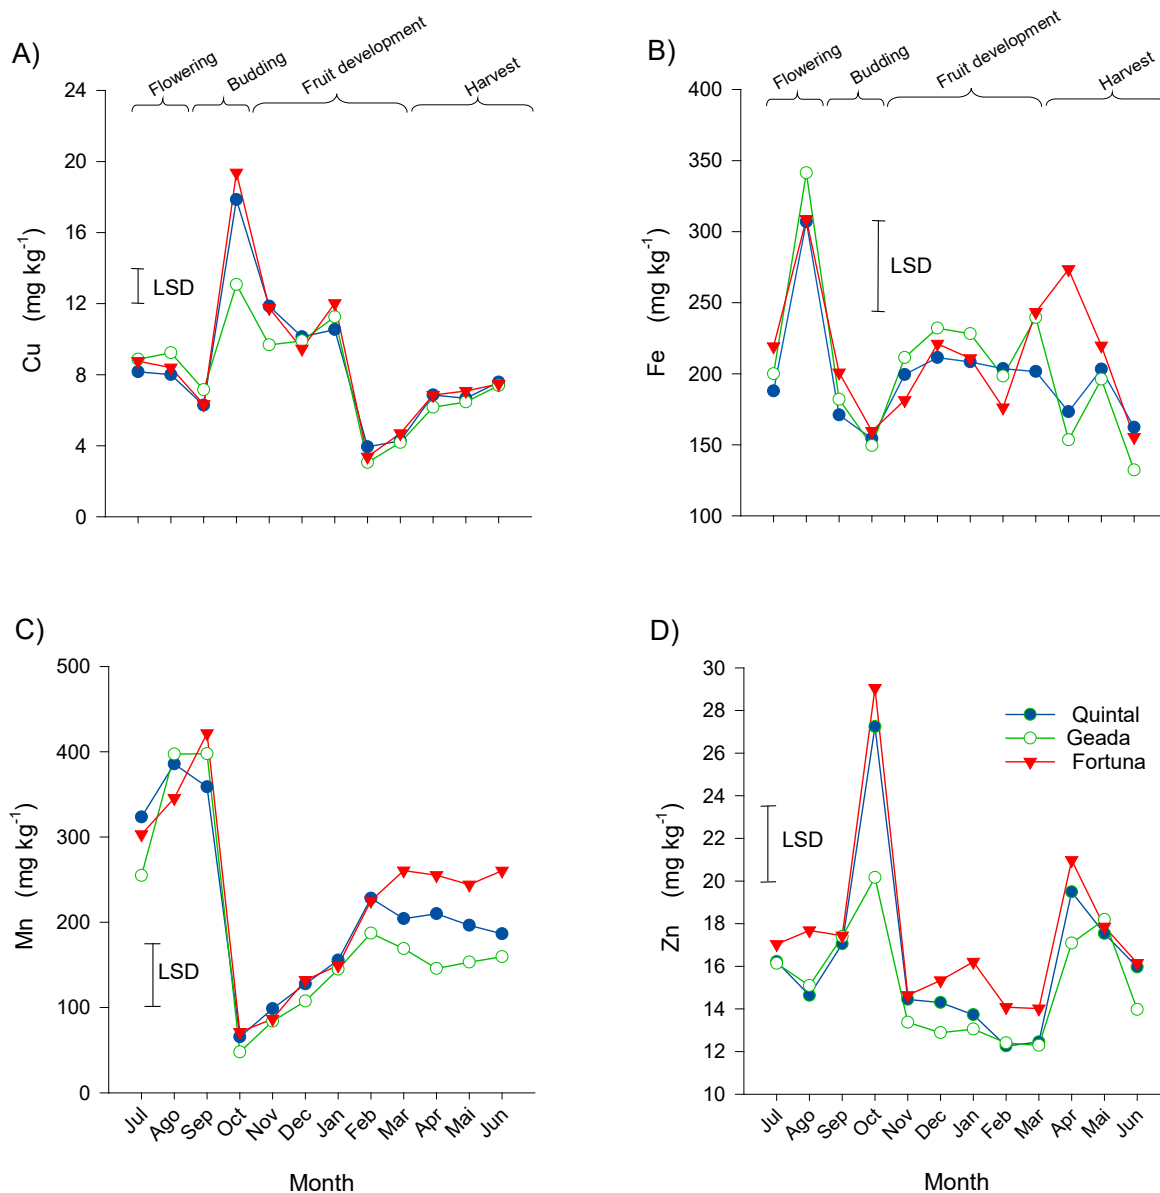 A)
Flowering
Budding
Fruit development
Harvest
24
20
16
12
8
4
0
Cu (mg kg-1)
LSD
B)
Flowering
Budding
Fruit development
Harvest
400
350
300
250
200
150
100
Fe (mg kg-1)
LSD
C)
500
400
300
200
100
0
Mn (mg kg-1)
LSD
Jul
Ago
Sep
Oct
Nov
Dec
Jan
Feb
Mar
Apr
Mai
Jun
Month
D)
30
28
26
24
22
20
18
16
14
12
10
Zn (mg kg-1)
LSD
Quintal
Geada
Fortuna
Jul
Ago
Sep
Oct
Nov
Dec
Jan
Feb
Mar
Apr
Mai
Jun
Month